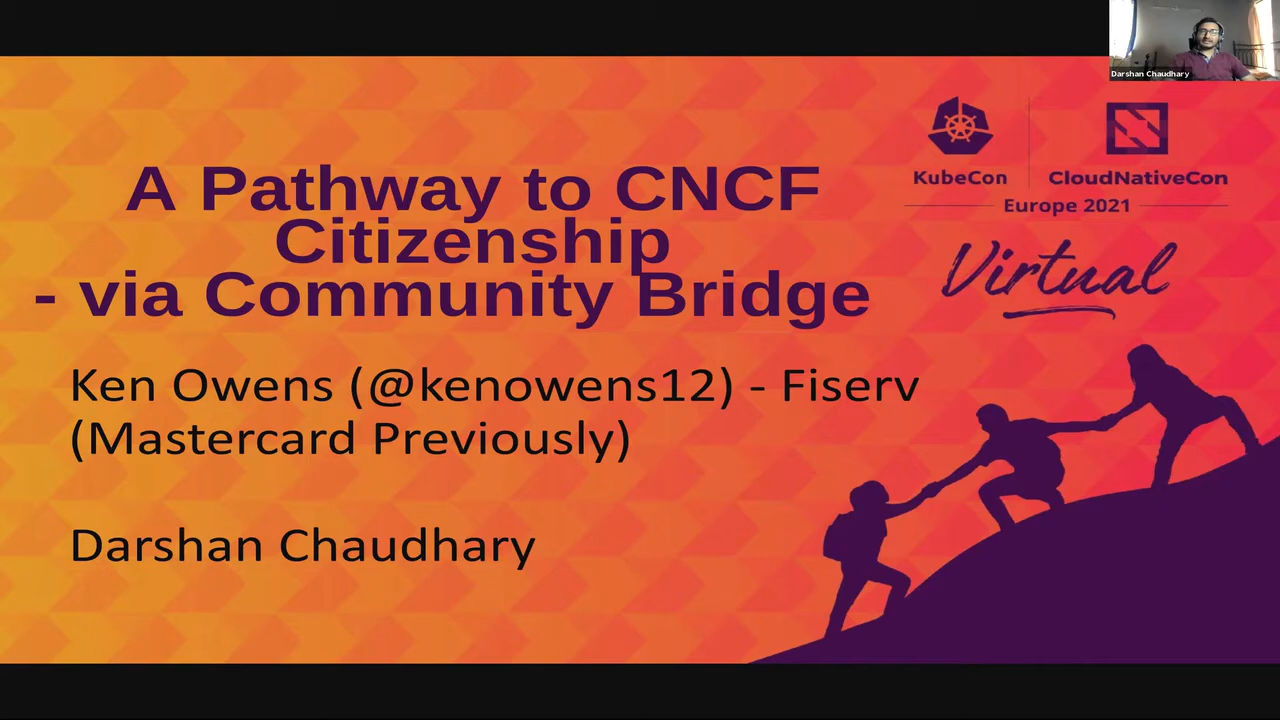 Darshan Chaudhary
KubeCon
CloudNativeCon
Europe 2021
Virtual
A Pathway to CNCF
Citizenship
- via Community Bridge
Ken Owens (@kenowens12) - Fiserv
(Mastercard Previously)
Darshan Chaudhary